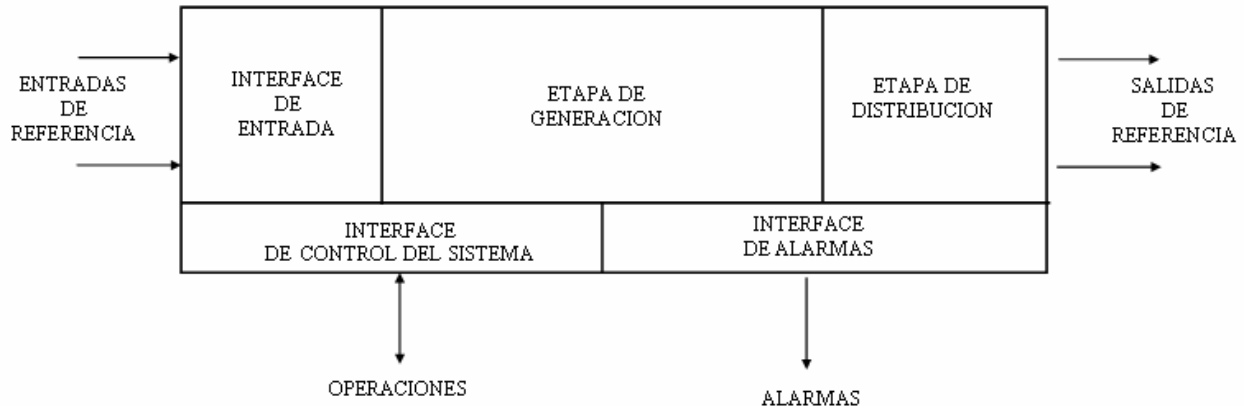 ENTRADAS
DE
REFERENCIA
INTERFACE
DE
ENTRADA
ETAPA DE
GENERACION
ETAPA DE
DISTRIBUCION
SALIDAS
DE
REFERENCIA
INTERFACE
DE CONTROL DEL SISTEMA
INTERFACE
DE ALARMAS
OPERACIONES
ALARMAS